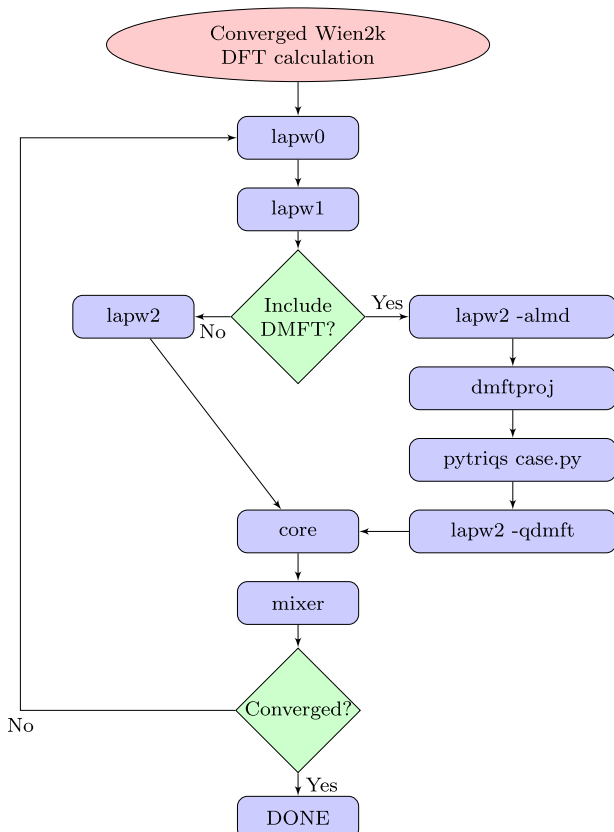 Converged Wien2k
DFT calculation
lapw0
lapw1
Include
DMFT?
No
Yes
lapw2
lapw2 -almd
dmftproj
pytriqs case.py
core
lapw2 -qdmft
mixer
Converged?
No
Yes
DONE